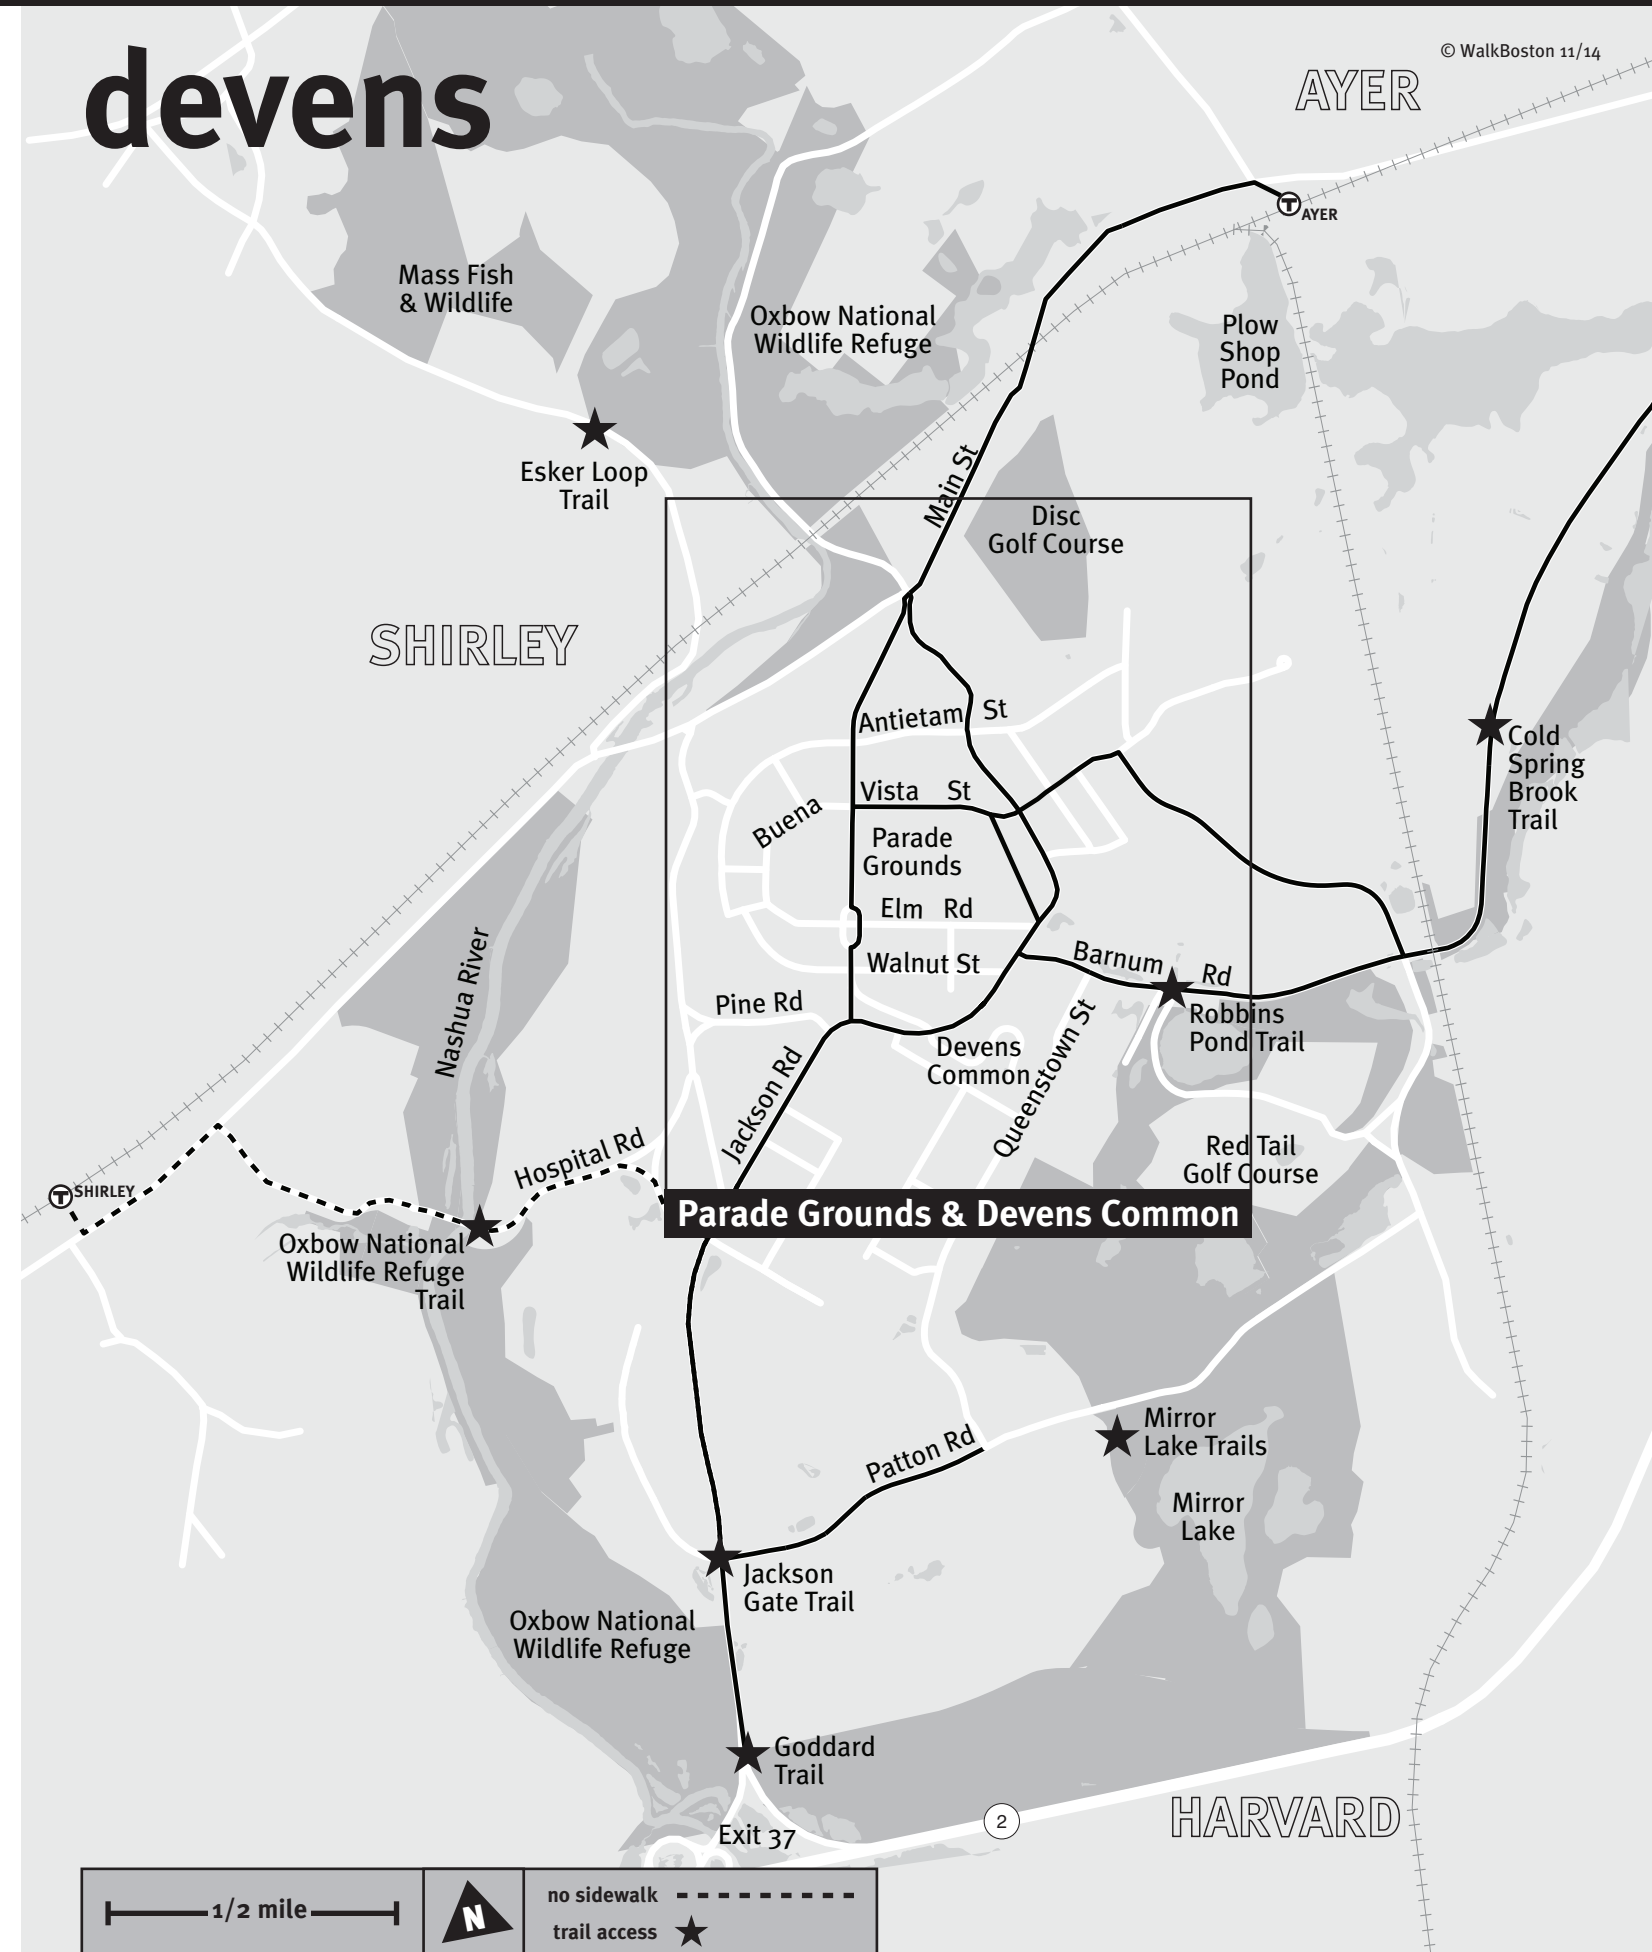 © WalkBoston 11/14
devens
AYER
AYER
Mass Fish
& Wildlife
Oxbow National
Wildlife Refuge
Plow
Shop
Pond
Esker Loop
Trail
Main St
Disc
Golf Course
SHIRLEY
Antietam St
Cold
Spring
Brook
Trail
Vista St
Buena
Parade
Grounds
Elm Rd
Walnut St
Barnum Rd
Nashua River
Pine Rd
Robbins
Pond Trail
Devens
Common
Queenstown St
Jackson Rd
Hospital Rd
Red Tail
Golf Course
SHIRLEY
Parade Grounds & Devens Common
Oxbow National
Wildlife Refuge
Trail
Mirror
Lake Trails
Patton Rd
Mirror
Lake
Jackson
Gate Trail
Oxbow National
Wildlife Refuge
Goddard
Trail
HARVARD
2
Exit 37
1/2 mile
N
no sidewalk
trail access